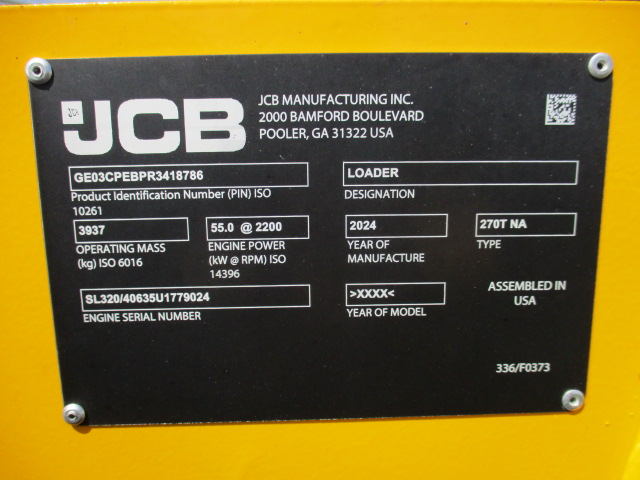 JCB
JCB
JCB MANUFACTURING INC.
2000 BAMFORD BOULEVARD
POOLER, GA 31322 USA
GE03CPEBPR3418786
Product Identification Number (PIN) ISO
10261
LOADER
DESIGNATION
3937
OPERATING MASS
(kg) ISO 6016
55.0 @ 2200
ENGINE POWER
(kW @ RPM) ISO
14396
2024
YEAR OF
MANUFACTURE
270T NA
TYPE
SL320/40635U1779024
ENGINE SERIAL NUMBER
>XXXX<
YEAR OF MODEL
ASSEMBLED IN
USA
336/F0373